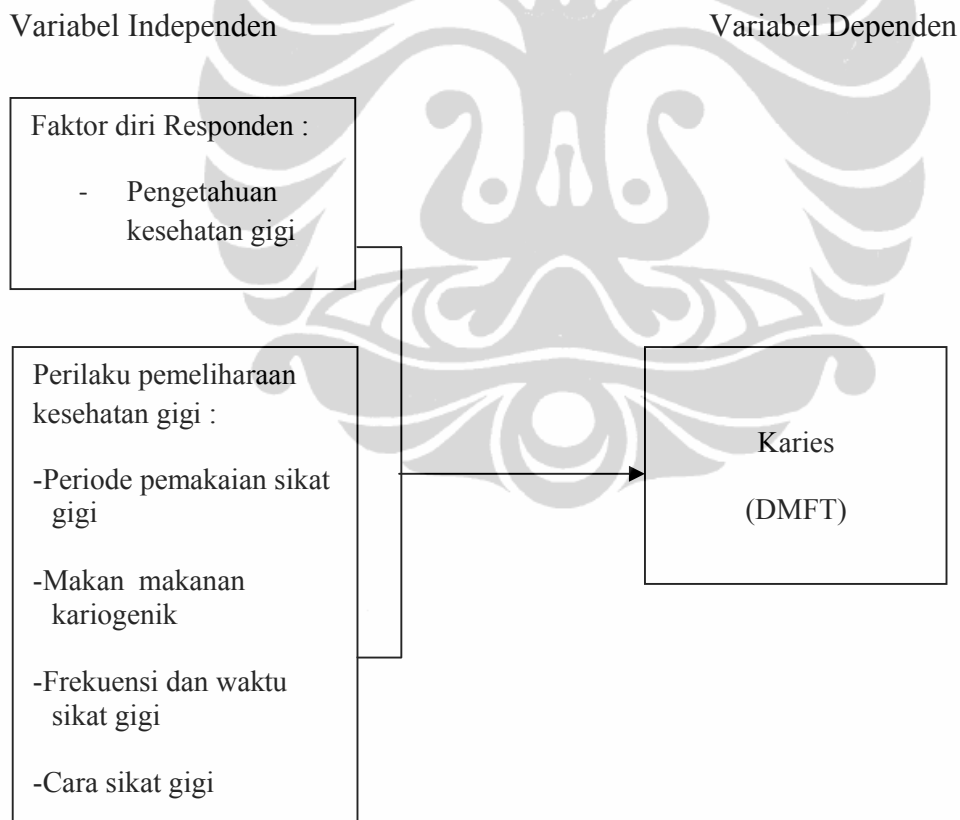 Variabel Independen
Variabel Dependen
Faktor diri Responden :
- Pengetahuan
kesehatan gigi
Perilaku pemeliharaan
kesehatan gigi :
-Periode pemakaian sikat
gigi
-Makan makanan
kariogenik
-Frekuensi dan waktu
sikat gigi
-Cara sikat gigi
Karies
(DMFT)